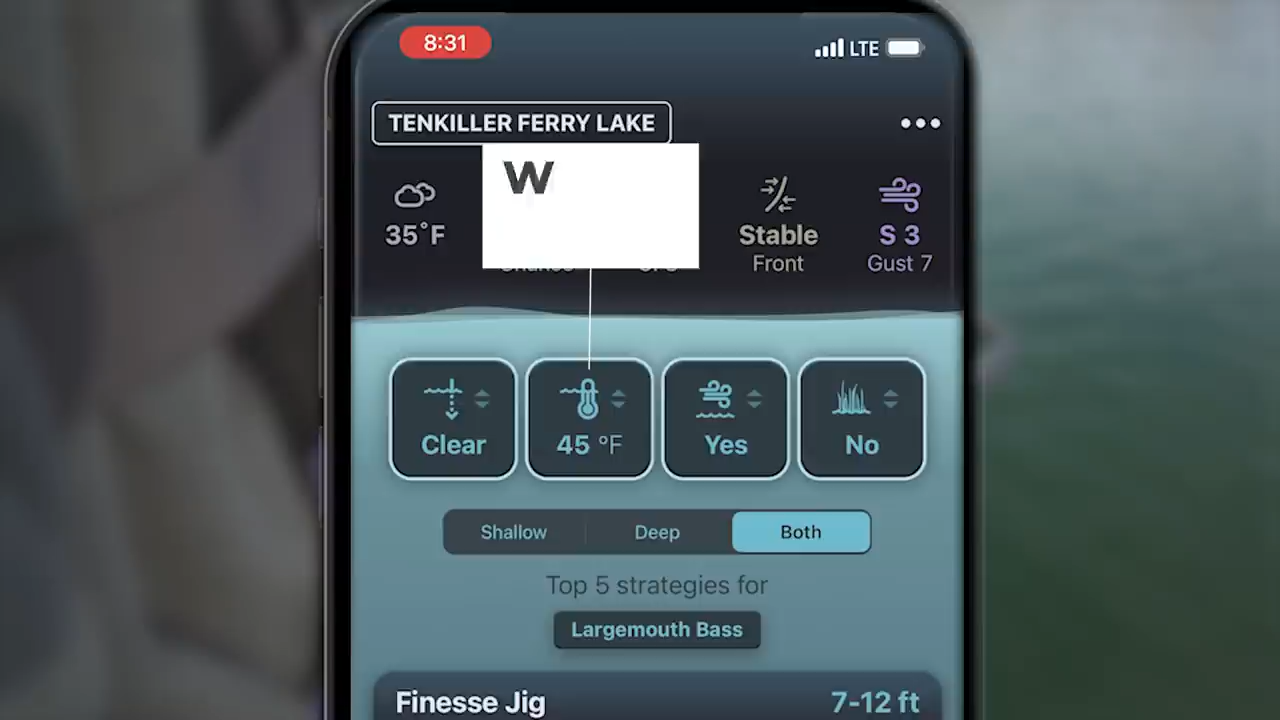 8:31
LTE
TENKILLER FERRY LAKE
W
35°F
Stable
S 3
Front
Gust 7
Clear
45 °F
Yes
No
Shallow
Deep
Both
Top 5 strategies for
Largemouth Bass
Finesse Jig
7-12 ft